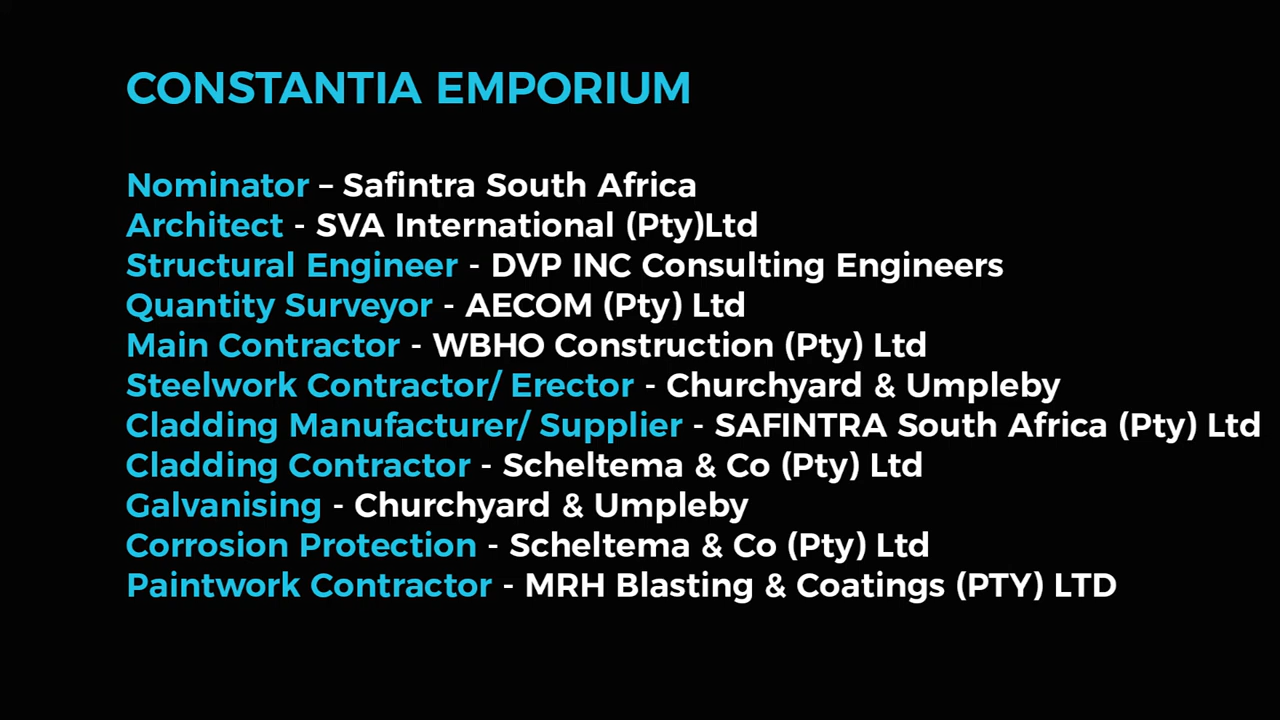 CONSTANTIA EMPORIUM
Nominator – Safintra South Africa
Architect - SVA International (Pty)Ltd
Structural Engineer - DVP INC Consulting Engineers
Quantity Surveyor - AECOM (Pty) Ltd
Main Contractor - WBHO Construction (Pty) Ltd
Steelwork Contractor/ Erector - Churchyard & Umpleby
Cladding Manufacturer/ Supplier - SAFINTRA South Africa (Pty) Ltd
Cladding Contractor - Scheltema & Co (Pty) Ltd
Galvanising - Churchyard & Umpleby
Corrosion Protection - Scheltema & Co (Pty) Ltd
Paintwork Contractor - MRH Blasting & Coatings (PTY) LTD